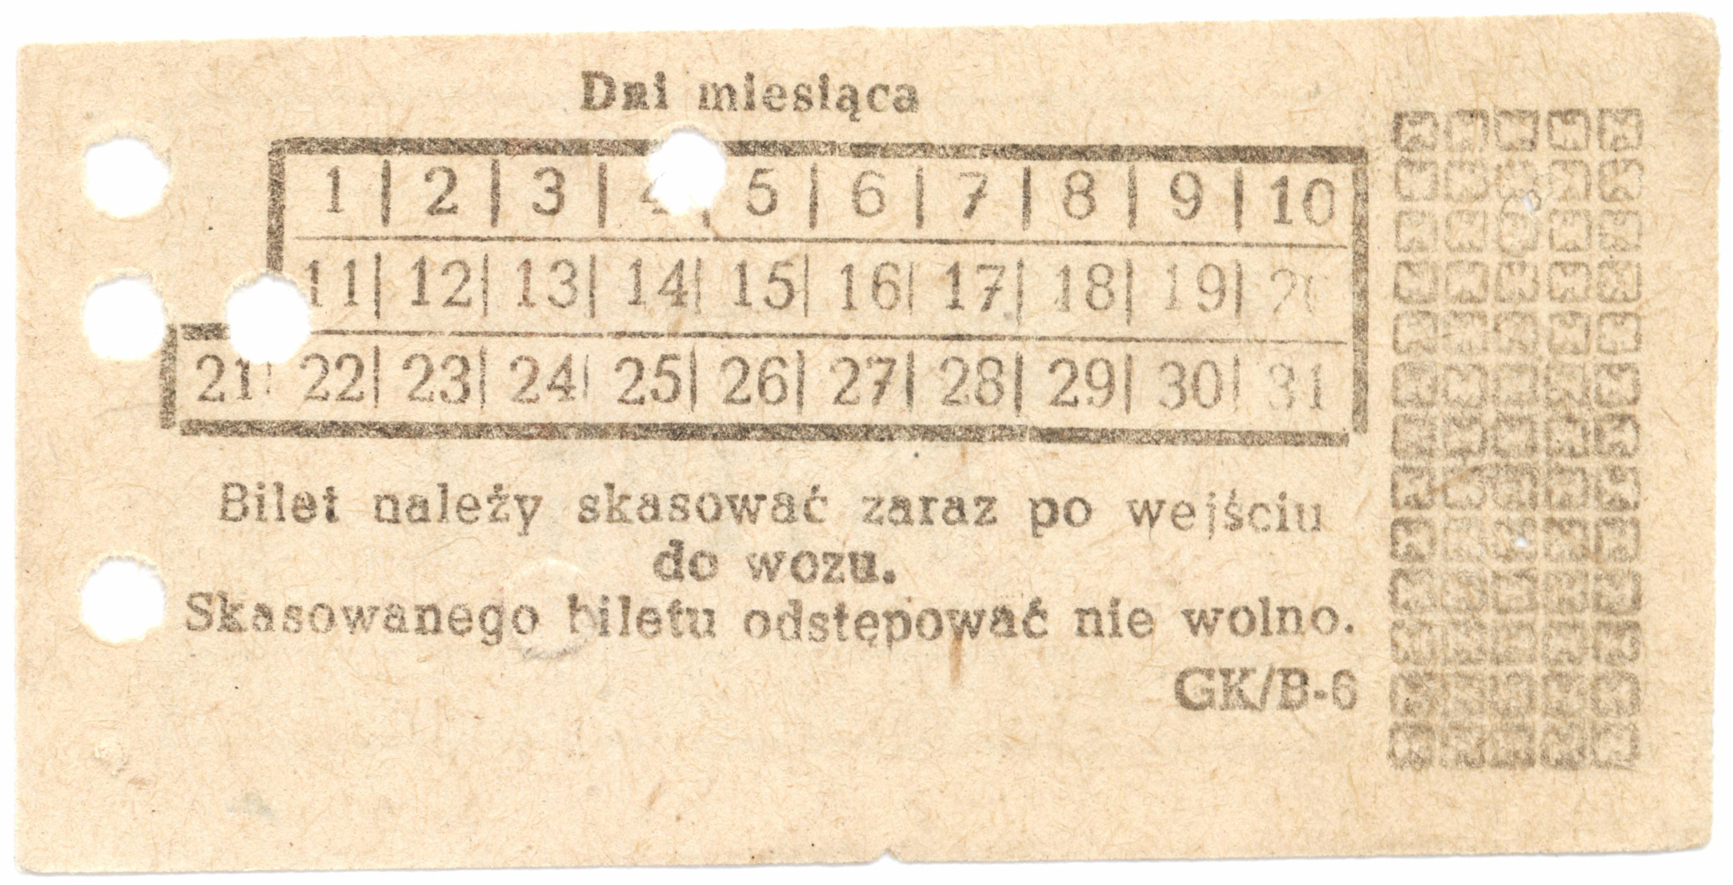 Dni miesiąca
1 | 2 | 3 | 4 | 5 | 6 | 7 | 8 | 9 | 10
11 | 12 | 13 | 14 | 15 | 16 | 17 | 18 | 19 | 20
21 | 22 | 23 | 24 | 25 | 26 | 27 | 28 | 29 | 30 | 31
Bilet należy skasować zaraz po wejściu
do wozu.
Skasowanego biletu odstępować nie wolno.
GK/B-6